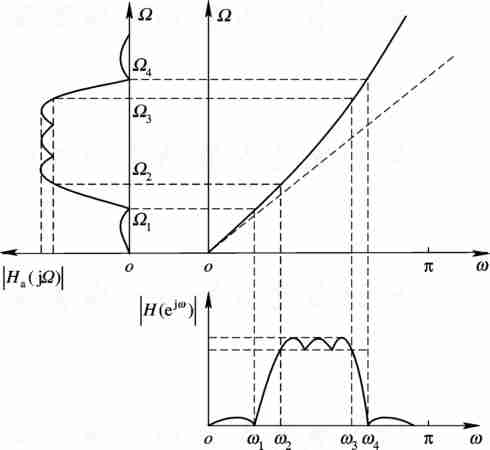 Ω Ω
Ω₄
Ω₃
Ω₂
Ω₁
o o π ω
|Hₐ(jΩ)|
|H(e^{jω})|
o ω₁ ω₂ ω₃ ω₄ π ω